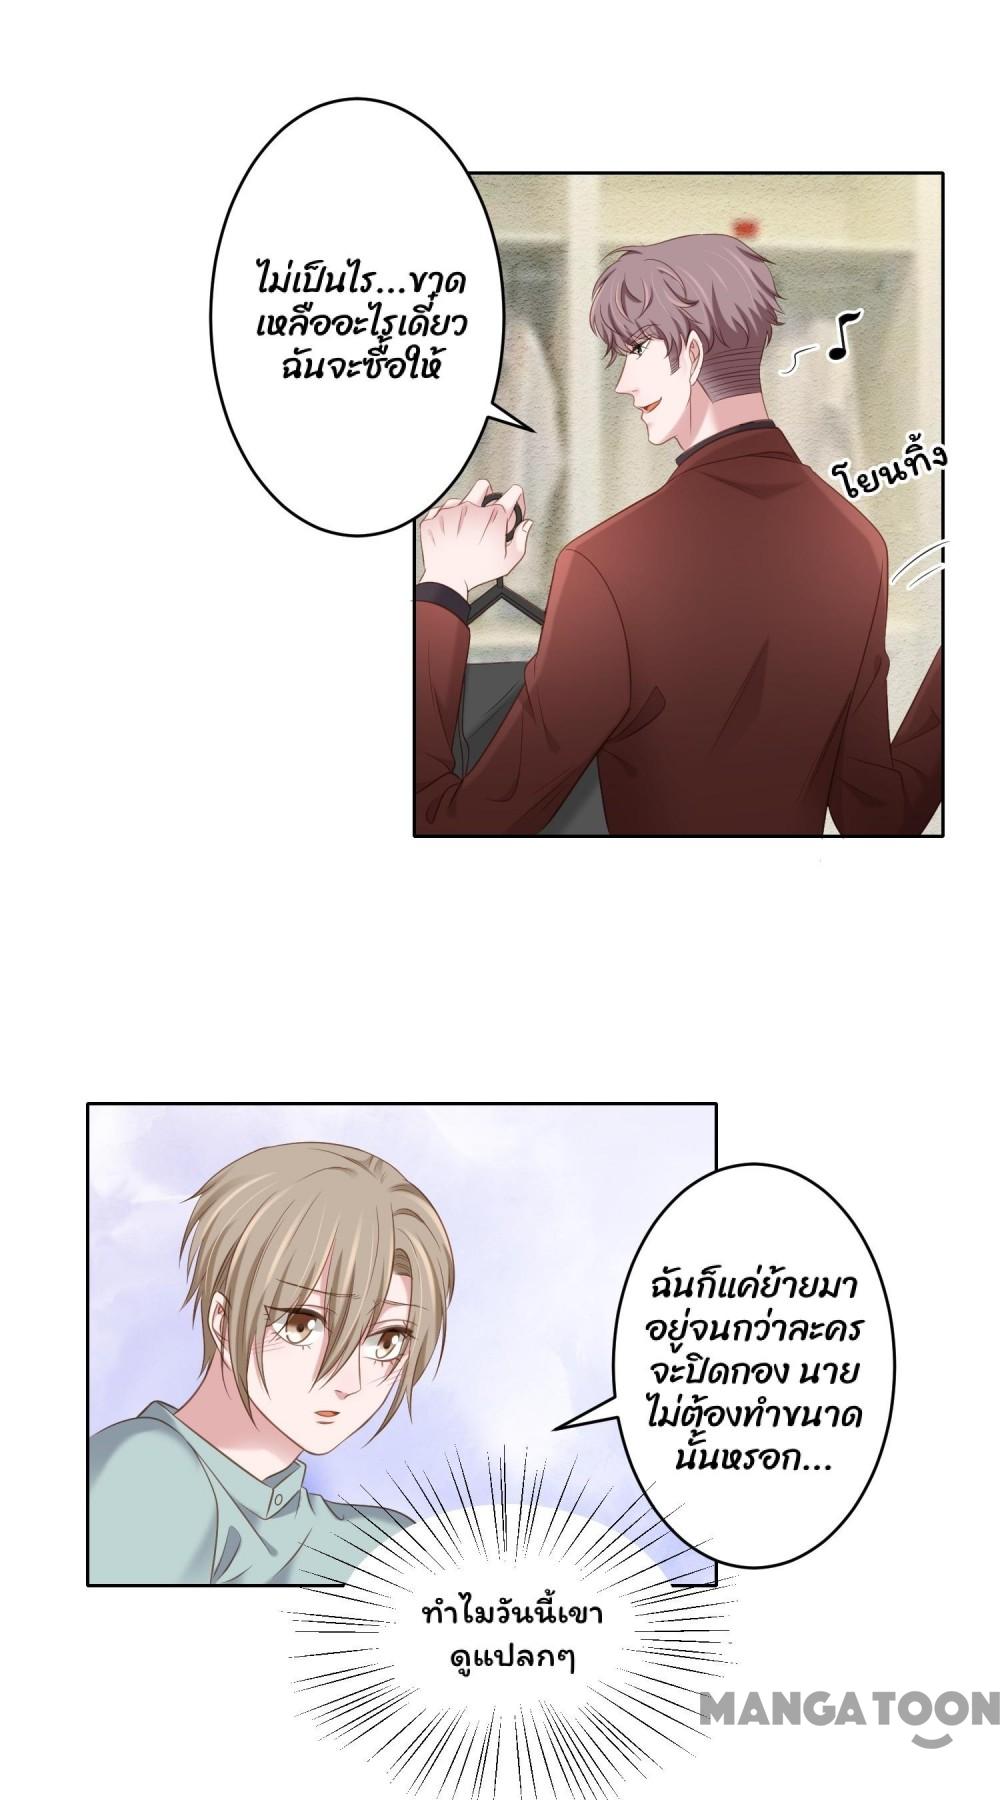 ไม่เป็นไร...ขาด
เหลืออะไรเดี๋ยว
ฉันจะซื้อให้
โยนทิ้ง
ฉันก็แค่ย้ายมา
อยู่จนกว่าละคร
จะปิดกอง นาย
ไม่ต้องทำขนาด
นั้นหรอก...
ทำไมวันนี้เขา
ดูแปลกๆ
MANGATOON